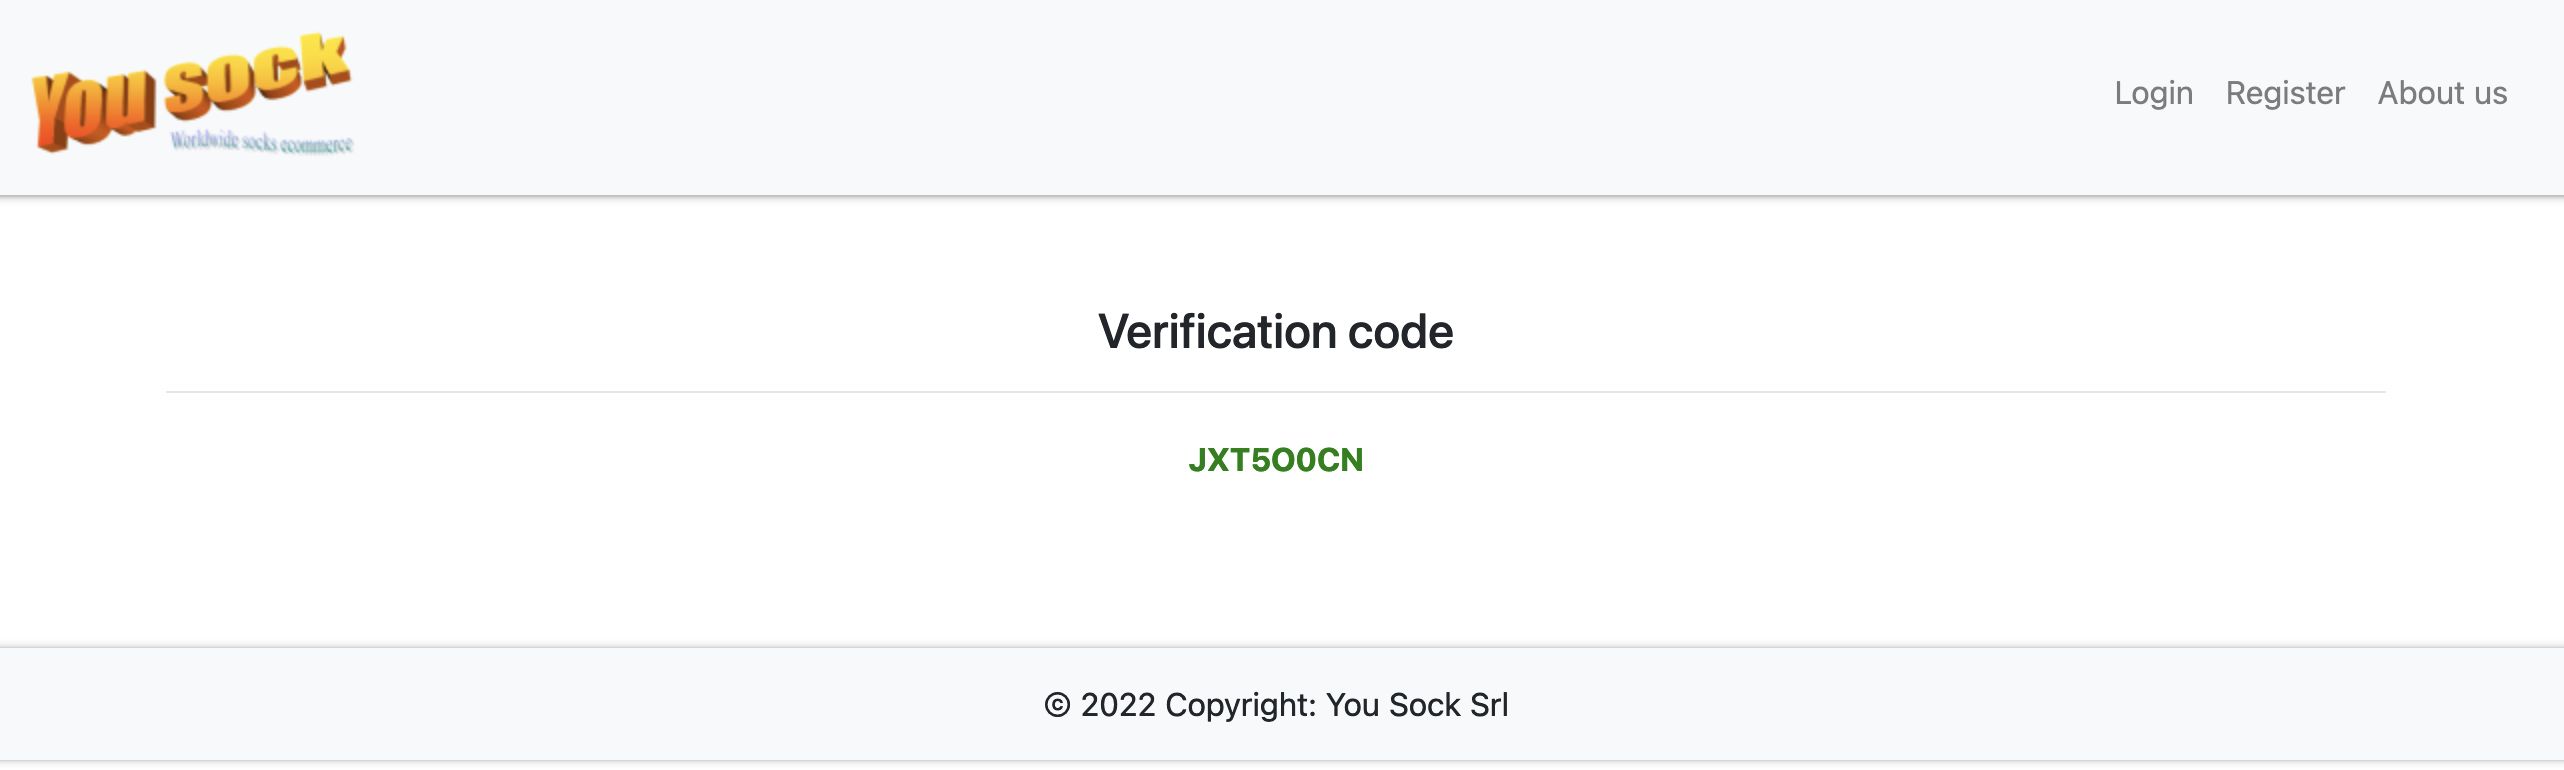 You sock
Worldwide socks ecommerce
Login Register About us
Verification code
JXT5O0CN
© 2022 Copyright: You Sock Srl